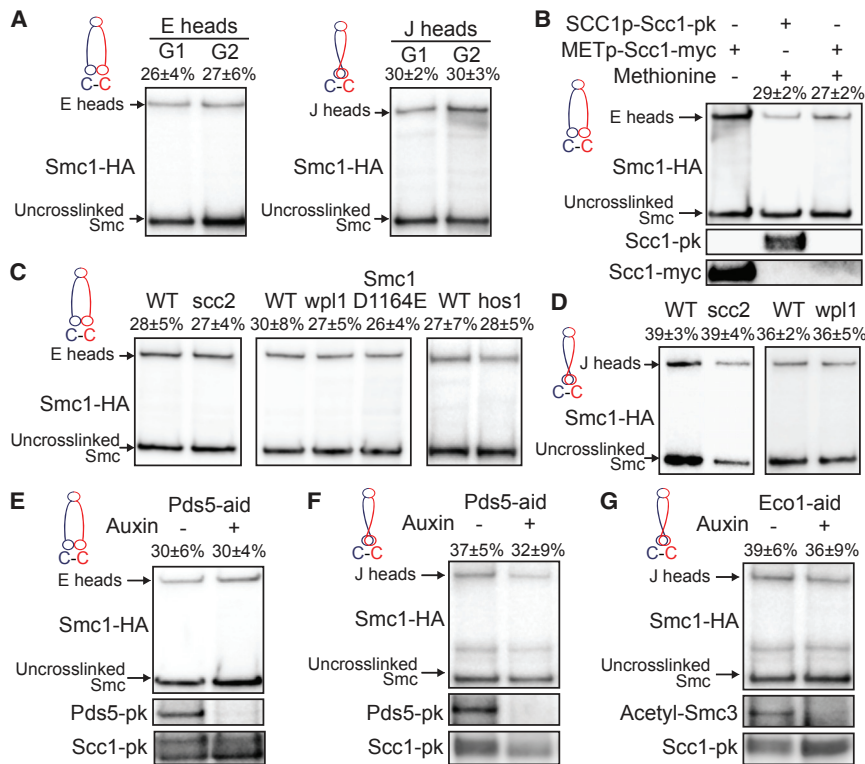 A
E heads
G1 G2
26±4% 27±6%
C-C
E heads
Smc1-HA
Uncrosslinked
Smc
J heads
G1 G2
30±2% 30±3%
C-C
J heads
Smc1-HA
Uncrosslinked
Smc
B
SCC1p-Scc1-pk - + -
METp-Scc1-myc + - +
Methionine - + +
29±2% 27±2%
C-C
E heads
Smc1-HA
Uncrosslinked
Smc
Scc1-pk
Scc1-myc
C
Smc1
WT scc2 WT wpl1 D1164E WT hos1
28±5% 27±4% 30±8% 27±5% 26±4% 27±7% 28±5%
C-C
E heads
Smc1-HA
Uncrosslinked
Smc
D
WT scc2 WT wpl1
39±3% 39±4% 36±2% 36±5%
C-C
J heads
Smc1-HA
Uncrosslinked
Smc
E
Pds5-aid
Auxin - +
30±6% 30±4%
C-C
E heads
Smc1-HA
Uncrosslinked
Smc
Pds5-pk
Scc1-pk
F
Pds5-aid
Auxin - +
37±5% 32±9%
C-C
J heads
Smc1-HA
Uncrosslinked
Smc
Pds5-pk
Scc1-pk
G
Eco1-aid
Auxin - +
39±6% 36±9%
C-C
J heads
Smc1-HA
Uncrosslinked
Smc
Acetyl-Smc3
Scc1-pk